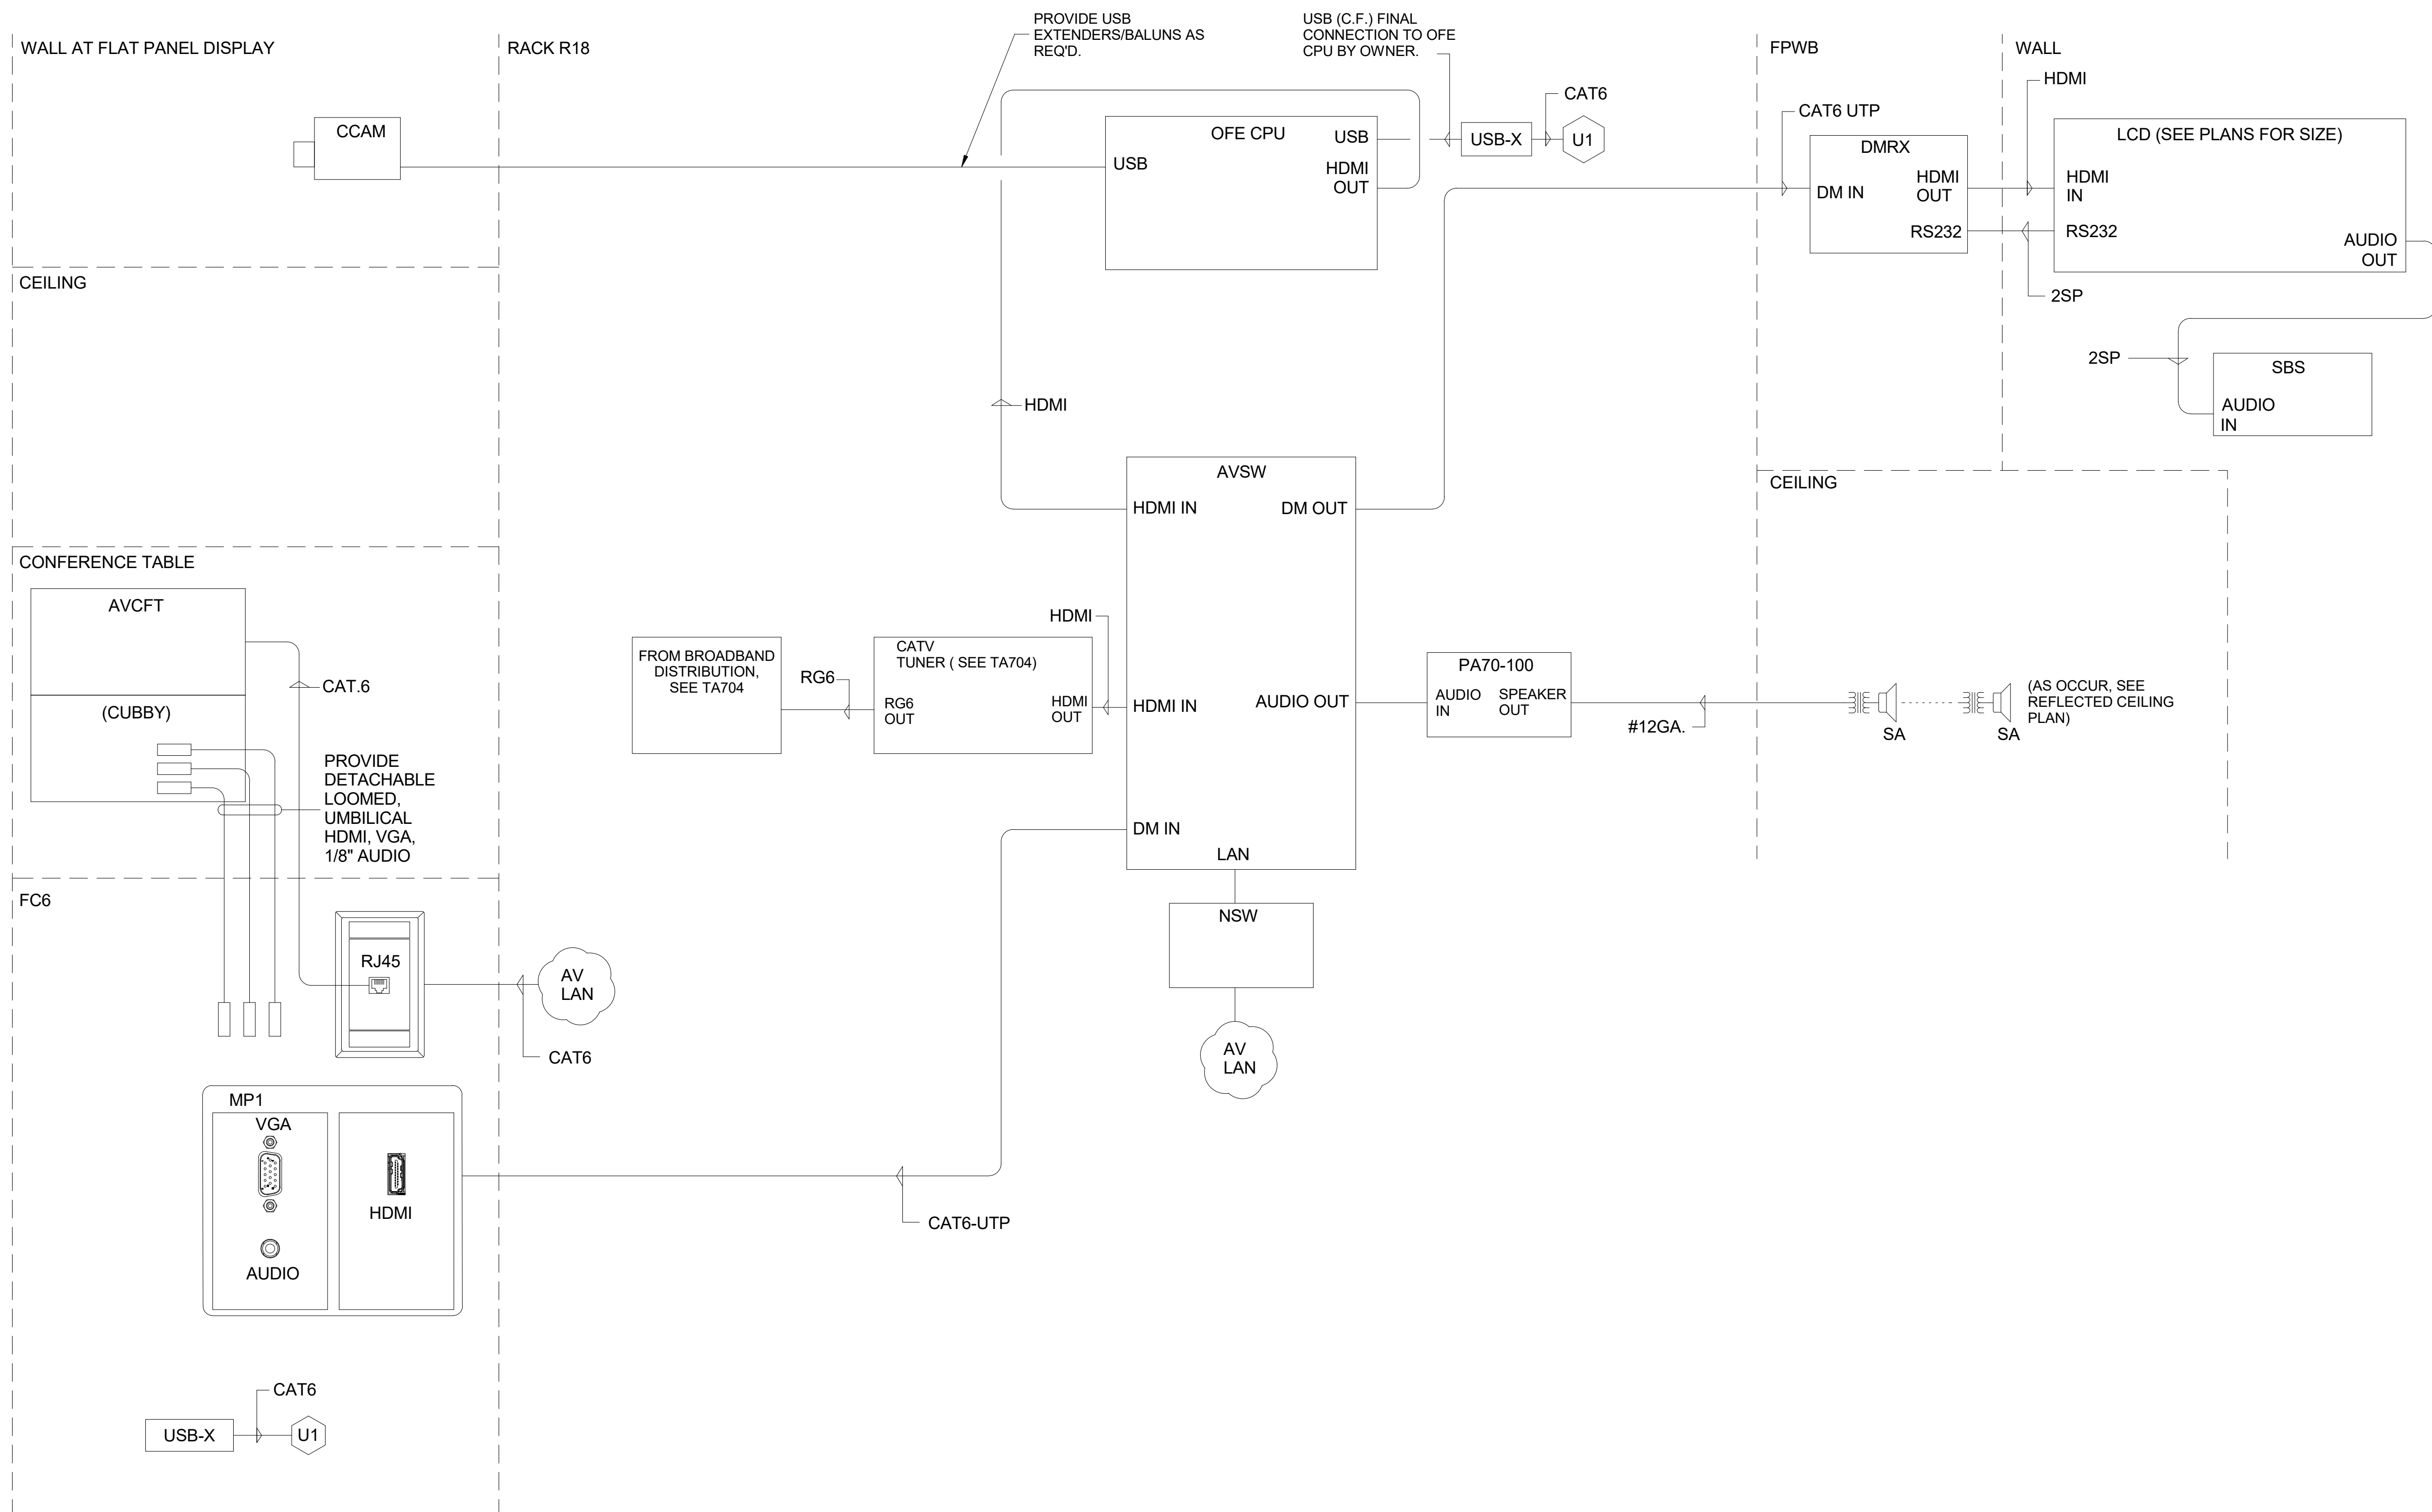 WALL AT FLAT PANEL DISPLAY
CCAM
CEILING
CONFERENCE TABLE
AVCFT
(CUBBY)
CAT.6
PROVIDE
DETACHABLE
LOOMED,
UMBILICAL
HDMI, VGA,
1/8" AUDIO
FC6
RJ45
MP1
VGA
AUDIO
HDMI
CAT6
USB-X
U1
RACK R18
PROVIDE USB
EXTENDERS/BALUNS AS
REQ'D.
USB (C.F.) FINAL
CONNECTION TO OFE
CPU BY OWNER.
OFE CPU
USB
USB
HDMI
OUT
USB-X
CAT6
U1
HDMI
AVSW
HDMI IN
DM OUT
HDMI IN
AUDIO OUT
DM IN
LAN
HDMI
FROM BROADBAND
DISTRIBUTION,
SEE TA704
RG6
CATV
TUNER ( SEE TA704)
RG6
OUT
HDMI
OUT
PA70-100
AUDIO
IN
SPEAKER
OUT
#12GA.
NSW
AV
LAN
AV
LAN
CAT6
CAT6-UTP
FPWB
CAT6 UTP
DMRX
DM IN
HDMI
OUT
RS232
WALL
HDMI
LCD (SEE PLANS FOR SIZE)
HDMI
IN
RS232
AUDIO
OUT
2SP
2SP
SBS
AUDIO
IN
CEILING
SA
SA
(AS OCCUR, SEE
REFLECTED CEILING
PLAN)